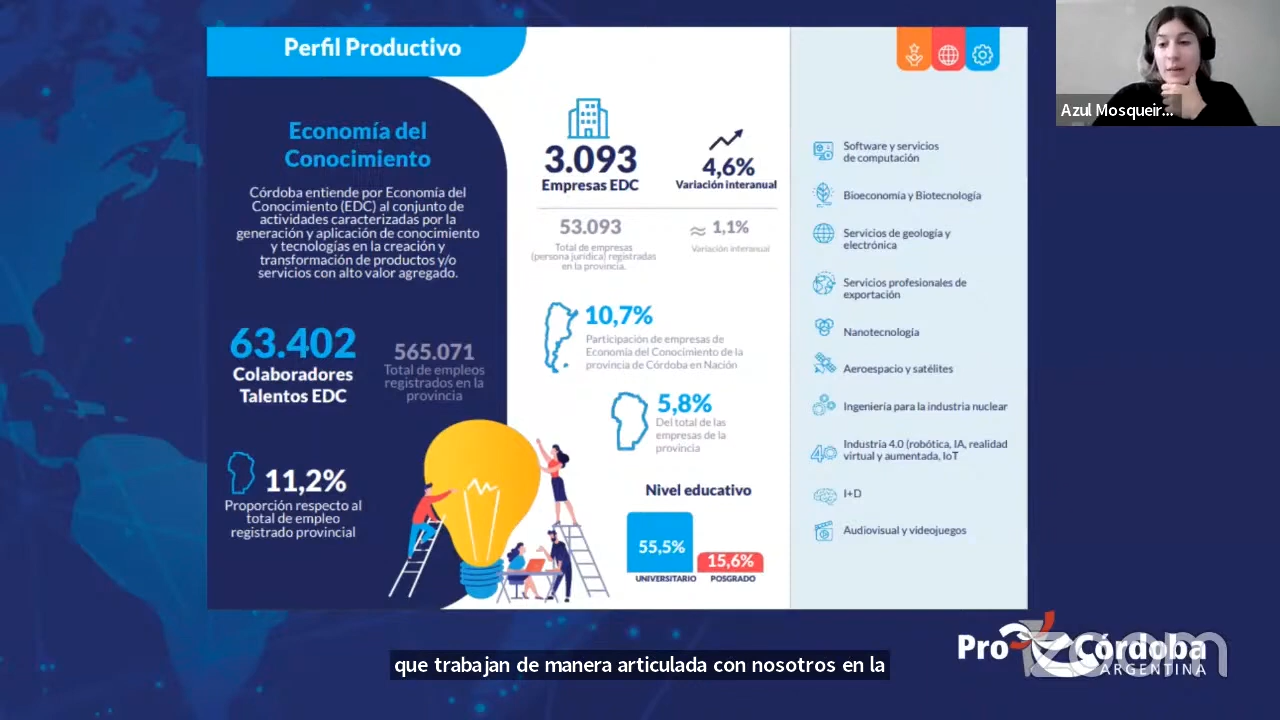 Perfil Productivo
Economía del
Conocimiento
Córdoba entiende por Economía del
Conocimiento (EDC) al conjunto de
actividades caracterizadas por la
generación y aplicación de conocimiento
y tecnologías en la creación y
transformación de productos y/o
servicios con alto valor agregado.
63.402
Colaboradores
Talentos EDC
565.071
Total de empleos
registrados en la
provincia
11,2%
Proporción respecto al
total de empleo
registrado provincial
3.093
Empresas EDC
4,6%
Variación interanual
53.093
Total de empresas
(persona jurídica) registradas
en la provincia.
≈ 1,1%
Variación interanual
10,7%
Participación de empresas de
Economía del Conocimiento de la
provincia de Córdoba en Nación
5,8%
Del total de las
empresas de la
provincia
Nivel educativo
55,5%
UNIVERSITARIO
15,6%
POSGRADO
Software y servicios
de computación
Bioeconomía y Biotecnología
Servicios de geología y
electrónica
Servicios profesionales de
exportación
Nanotecnología
Aeroespacio y satélites
Ingeniería para la industria nuclear
4.0
Industria 4.0 (robótica, IA, realidad
virtual y aumentada, IoT
I+D
Audiovisual y videojuegos
Azul Mosqueir...
Pro Córdoba
ARGENTINA
zoom
que trabajan de manera articulada con nosotros en la